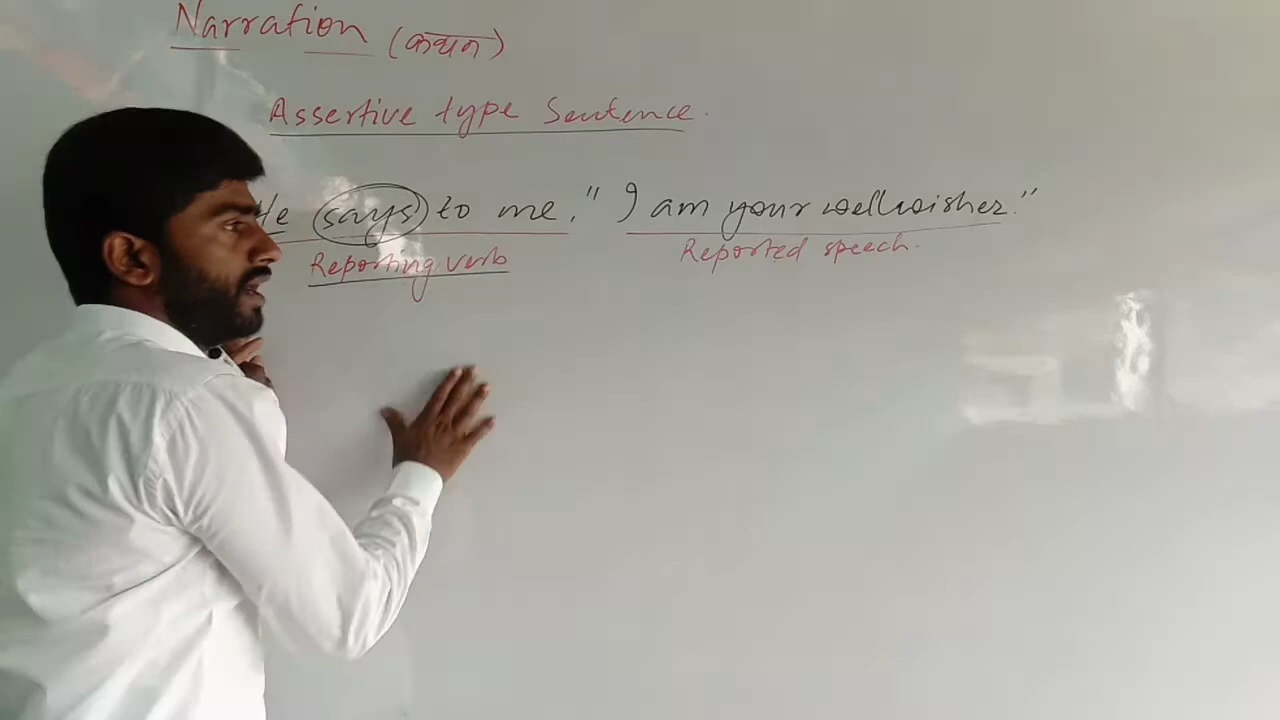 Narration (कथन)
Assertive type Sentence.
He says to me, " I am your wellwisher."
Reporting verb
Reported speech.